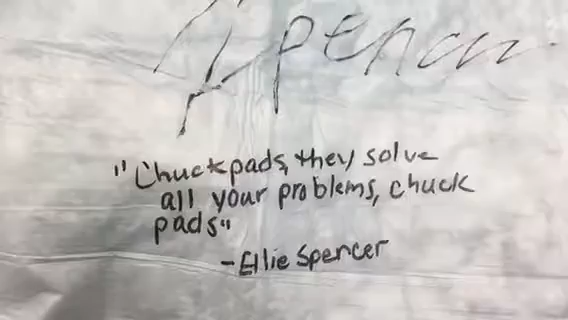 Spencer
"Chuckpads, they solve
all your problems, chuck
pads"
-Ellie Spencer